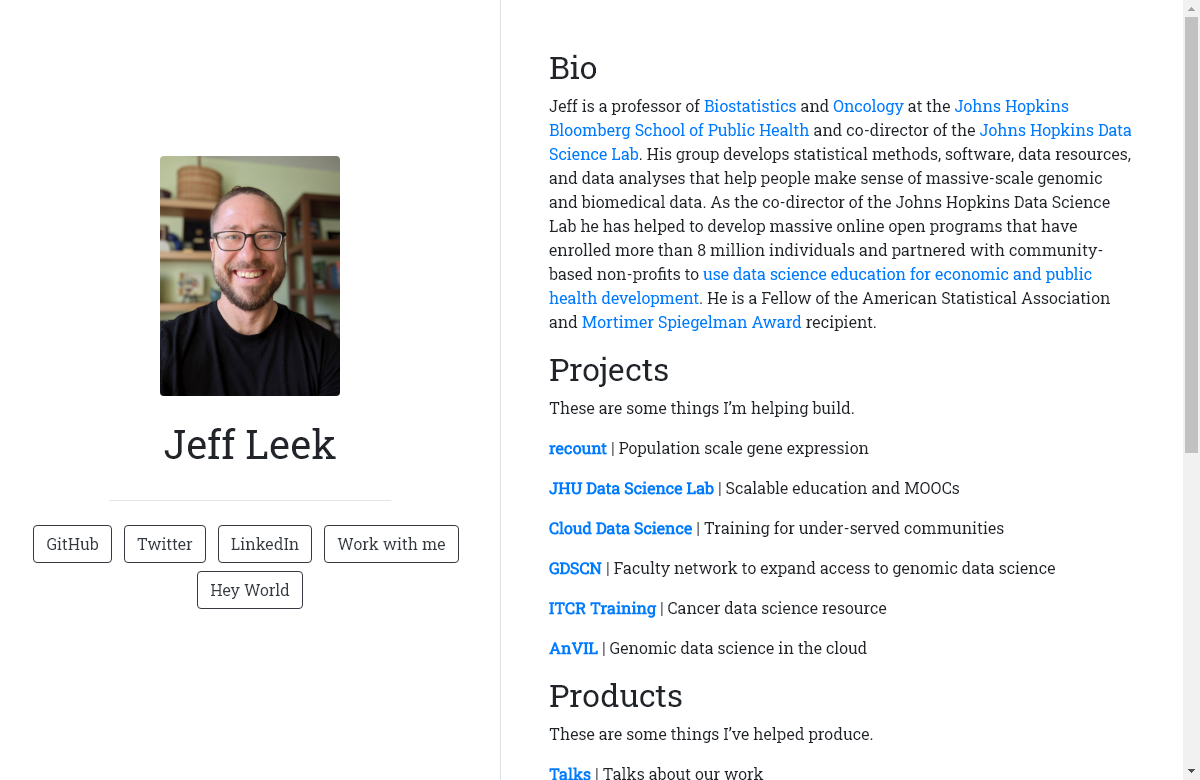 Jeff Leek
GitHub
Twitter
LinkedIn
Work with me
Hey World
Bio
Jeff is a professor of Biostatistics and Oncology at the Johns Hopkins
Bloomberg School of Public Health and co-director of the Johns Hopkins Data
Science Lab. His group develops statistical methods, software, data resources,
and data analyses that help people make sense of massive-scale genomic
and biomedical data. As the co-director of the Johns Hopkins Data Science
Lab he has helped to develop massive online open programs that have
enrolled more than 8 million individuals and partnered with community-
based non-profits to use data science education for economic and public
health development. He is a Fellow of the American Statistical Association
and Mortimer Spiegelman Award recipient.
Projects
These are some things I’m helping build.
recount | Population scale gene expression
JHU Data Science Lab | Scalable education and MOOCs
Cloud Data Science | Training for under-served communities
GDSCN | Faculty network to expand access to genomic data science
ITCR Training | Cancer data science resource
AnVIL | Genomic data science in the cloud
Products
These are some things I’ve helped produce.
Talks | Talks about our work